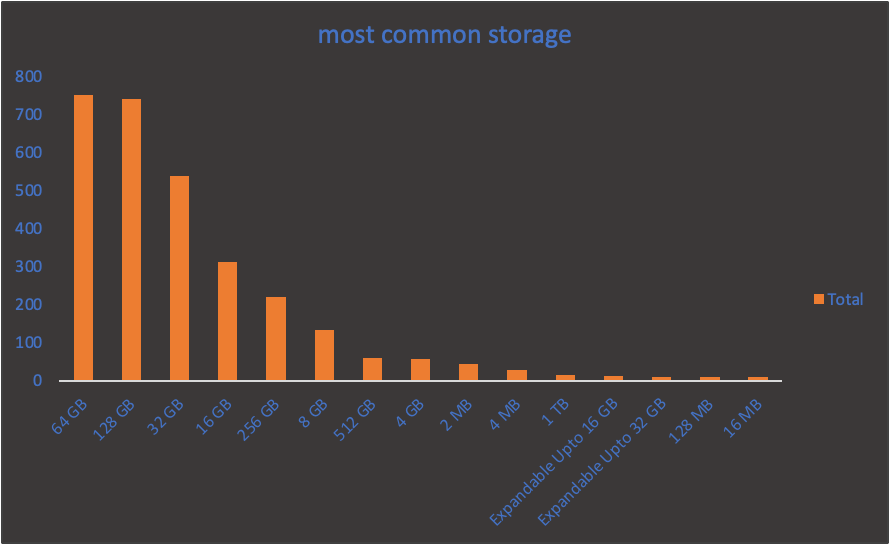 most common storage
800
700
600
500
400
300
200
100
0
64 GB
128 GB
32 GB
16 GB
256 GB
8 GB
512 GB
4 GB
2 MB
4 MB
1 TB
Expandable Upto 16 GB
Expandable Upto 32 GB
128 MB
16 MB
Total